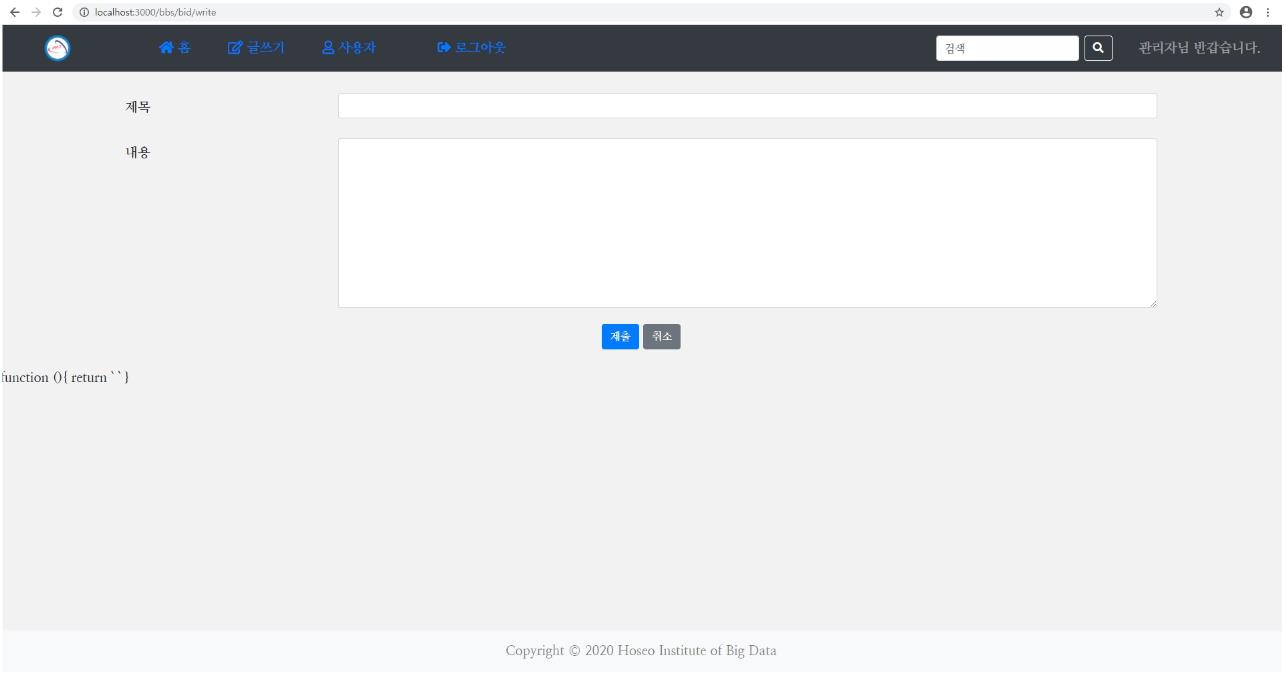 localhost:3000/bbs/bid/write
홈 글쓰기 사용자 로그아웃 검색 관리자님 반갑습니다.
제목
내용
제출 취소
function (){ return `` }
Copyright © 2020 Hoseo Institute of Big Data